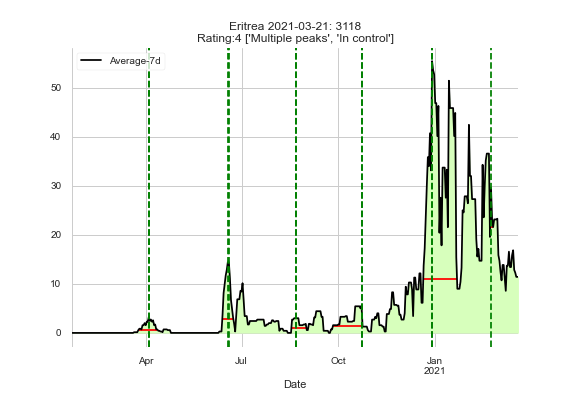 Eritrea 2021-03-21: 3118
Rating:4 ['Multiple peaks', 'In control']
Average-7d
50
40
30
20
10
0
Apr
Jul
Oct
Jan
2021
Date